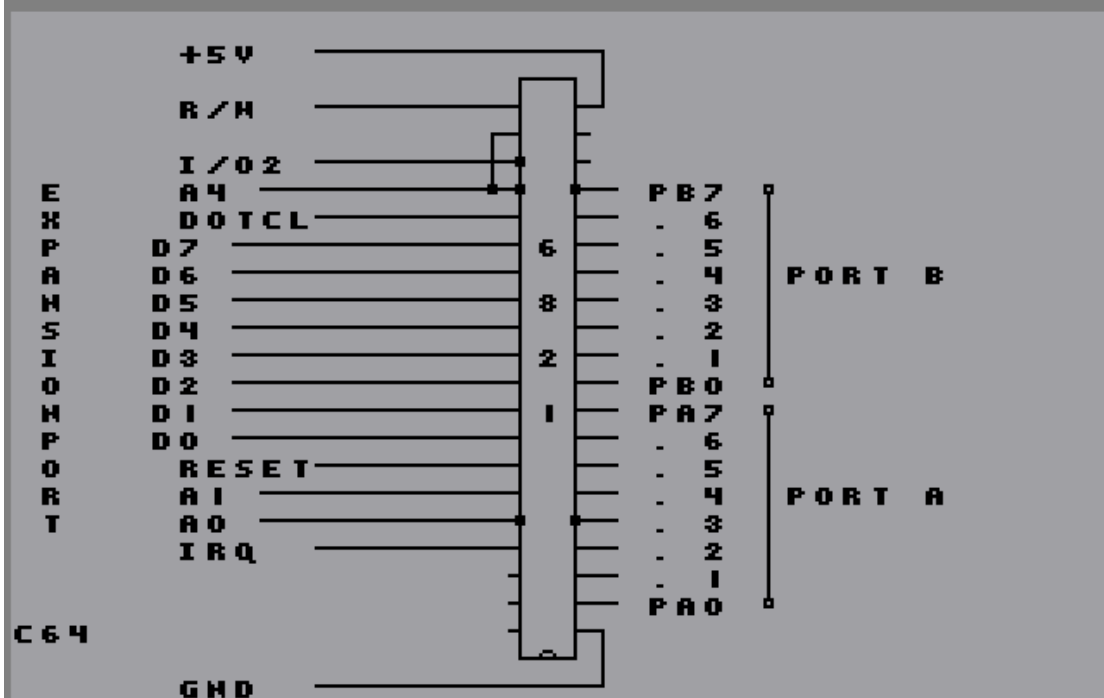 +5V
R/W
I/O2
E A4 PB7
X DOTCL . 6
P D7 6 . 5
A D6 . 4 PORT B
N D5 8 . 3
S D4 . 2
I D3 2 . 1
O D2 PB0
N D1 1 PA7
P D0 . 6
O RESET . 5
R A1 . 4 PORT A
T A0 . 3
IRQ . 2
. 1
PA0
C64
GND